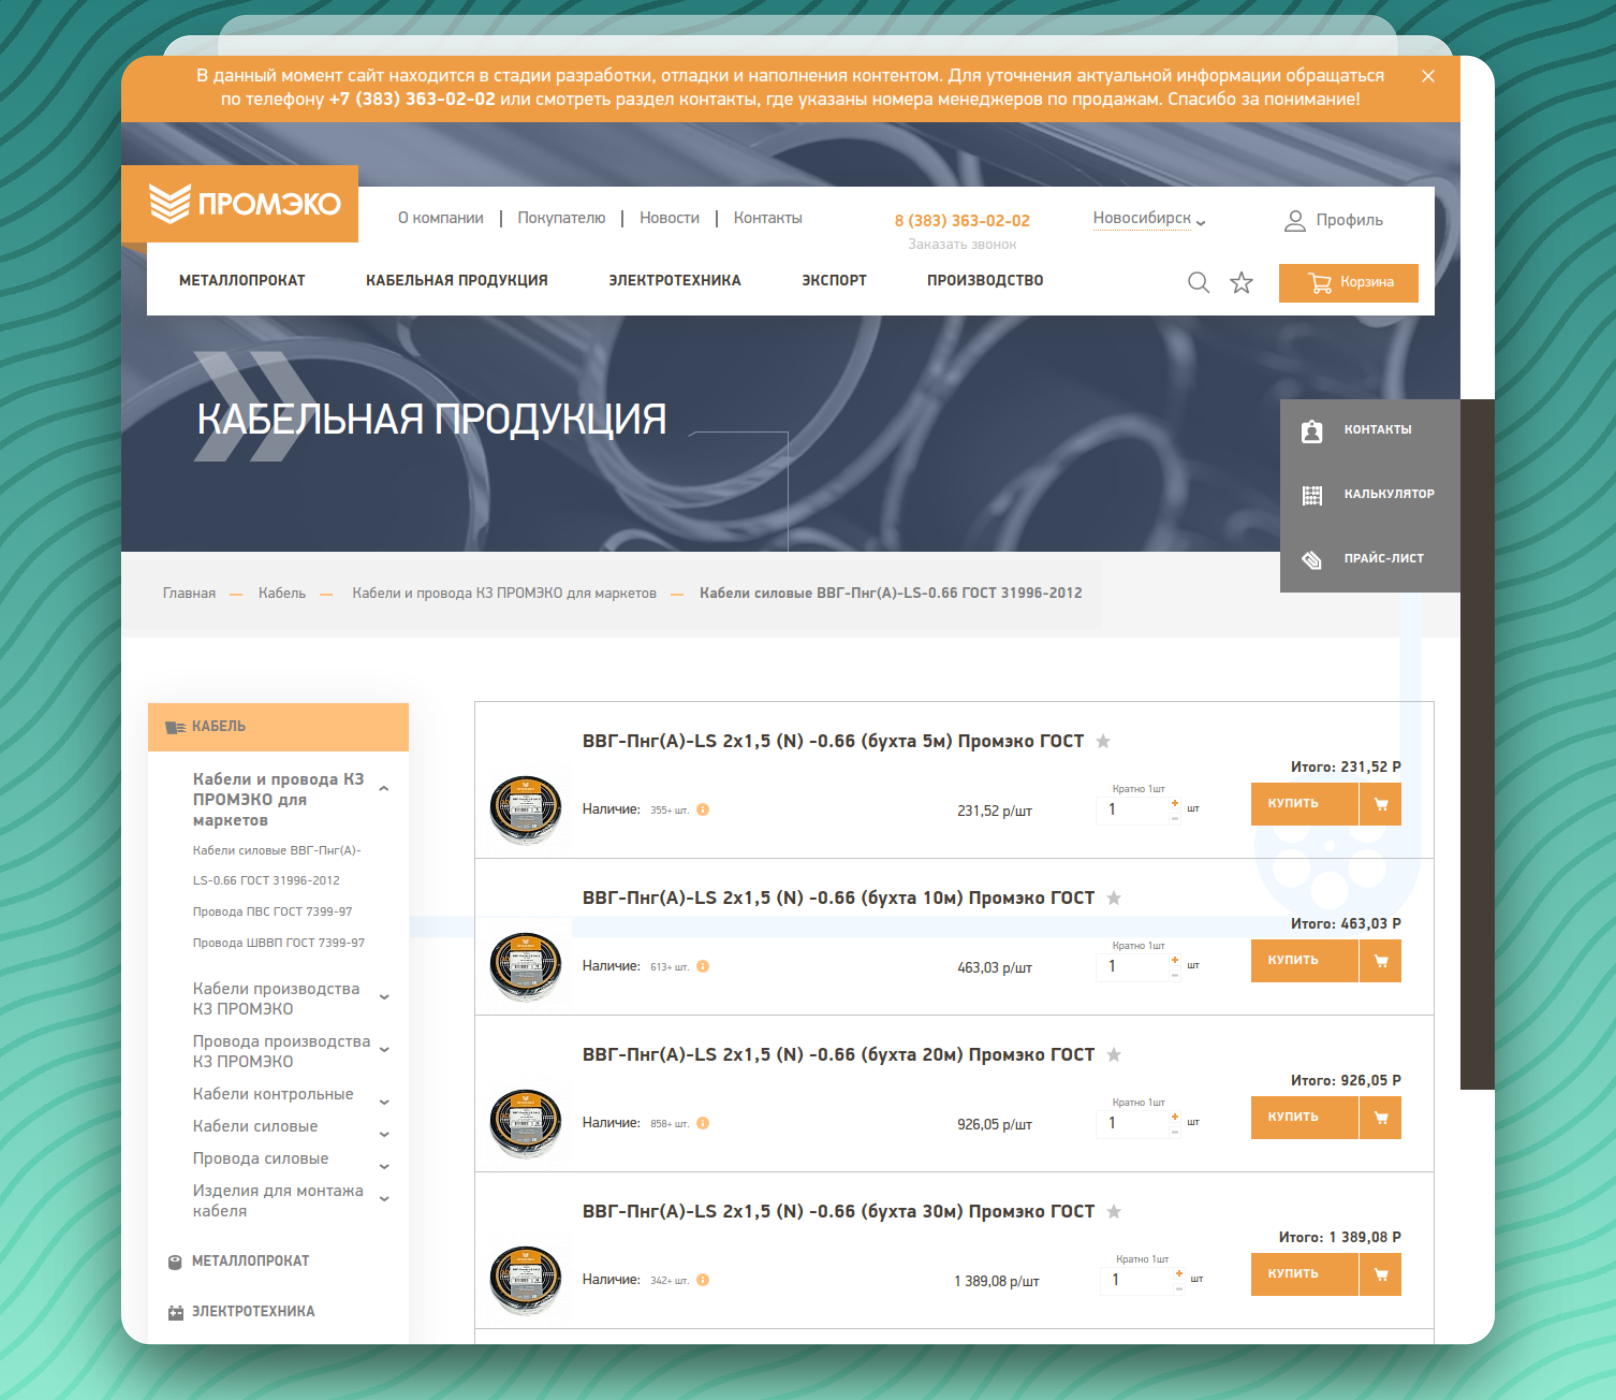 В данный момент сайт находится в стадии разработки, отладки и наполнения контентом. Для уточнения актуальной информации обращаться
по телефону +7 (383) 363-02-02 или смотреть раздел контакты, где указаны номера менеджеров по продажам. Спасибо за понимание!
ПРОМЭКО
О компании | Покупателю | Новости | Контакты
8 (383) 363-02-02
Заказать звонок
Новосибирск
Профиль
МЕТАЛЛОПРОКАТ КАБЕЛЬНАЯ ПРОДУКЦИЯ ЭЛЕКТРОТЕХНИКА ЭКСПОРТ ПРОИЗВОДСТВО
Корзина
КАБЕЛЬНАЯ ПРОДУКЦИЯ
КОНТАКТЫ
КАЛЬКУЛЯТОР
ПРАЙС-ЛИСТ
Главная — Кабель — Кабели и провода КЗ ПРОМЭКО для маркетов — Кабели силовые ВВГ-Пнг(А)-LS-0.66 ГОСТ 31996-2012
КАБЕЛЬ
Кабели и провода КЗ
ПРОМЭКО для
маркетов
Кабели силовые ВВГ-Пнг(А)-
LS-0.66 ГОСТ 31996-2012
Провода ПВС ГОСТ 7399-97
Провода ШВВП ГОСТ 7399-97
Кабели производства
КЗ ПРОМЭКО
Провода производства
КЗ ПРОМЭКО
Кабели контрольные
Кабели силовые
Провода силовые
Изделия для монтажа
кабеля
МЕТАЛЛОПРОКАТ
ЭЛЕКТРОТЕХНИКА
ВВГ-Пнг(А)-LS 2х1,5 (N) -0.66 (бухта 5м) Промэко ГОСТ
Итого: 231,52 Р
Наличие: 355+ шт.
231,52 р/шт
Кратно 1шт
1 шт
КУПИТЬ
ВВГ-Пнг(А)-LS 2х1,5 (N) -0.66 (бухта 10м) Промэко ГОСТ
Итого: 463,03 Р
Наличие: 613+ шт.
463,03 р/шт
Кратно 1шт
1 шт
КУПИТЬ
ВВГ-Пнг(А)-LS 2х1,5 (N) -0.66 (бухта 20м) Промэко ГОСТ
Итого: 926,05 Р
Наличие: 858+ шт.
926,05 р/шт
Кратно 1шт
1 шт
КУПИТЬ
ВВГ-Пнг(А)-LS 2х1,5 (N) -0.66 (бухта 30м) Промэко ГОСТ
Итого: 1 389,08 Р
Наличие: 342+ шт.
1 389,08 р/шт
Кратно 1шт
1 шт
КУПИТЬ